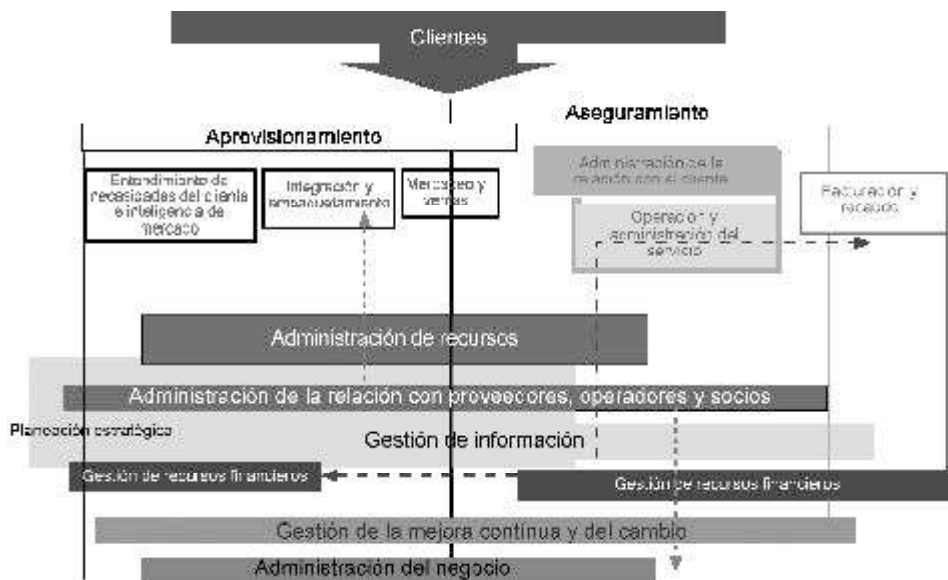 Clientes
Aseguramiento
Aprovisionamiento
Administración de la
relación con el cliente
Entendimiento de
necesidades del cliente
e inteligencia de
mercado
Integración y
empaquetamiento
Mercadeo y
ventas
Facturación y
recaudo
Operación y
administración del
servicio
Administración de recursos
Administración de la relación con proveedores, operadores y socios
Planeación estratégica
Gestión de información
Gestión de recursos financieros
Gestión de recursos financieros
Gestión de la mejora contínua y del cambio
Administración del negocio